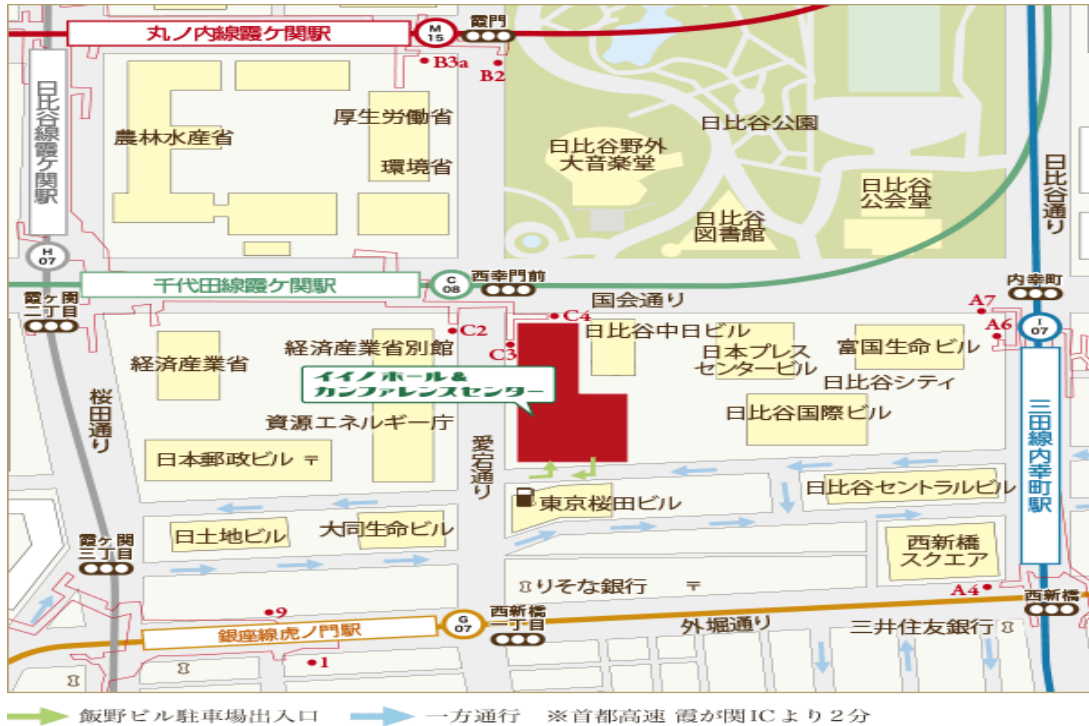 丸ノ内線霞ケ関駅
M
15
霞門
B3a
B2
日比谷線霞ケ関駅
農林水産省
厚生労働省
環境省
日比谷公園
日比谷野外
大音楽堂
日比谷
公会堂
日比谷
図書館
日比谷通り
H
07
千代田線霞ケ関駅
C
08
西幸門前
国会通り
内幸町
霞ヶ関
二丁目
C2
C3
C4
A7
A6
I
07
経済産業省
経済産業省別館
日比谷中日ビル
日本プレス
センタービル
富国生命ビル
イイノホール&
カンファレンスセンター
日比谷シティ
桜田通り
資源エネルギー庁
愛宕通り
日比谷国際ビル
三田線内幸町駅
日本郵政ビル 〒
東京桜田ビル
日比谷セントラルビル
日土地ビル
大同生命ビル
西新橋
スクエア
霞ヶ関
三丁目
りそな銀行
〒
A4
西新橋
9
銀座線虎ノ門駅
G
07
西新橋
一丁目
外堀通り
三井住友銀行
1
飯野ビル駐車場出入口
一方通行
※首都高速 霞が関ICより2分